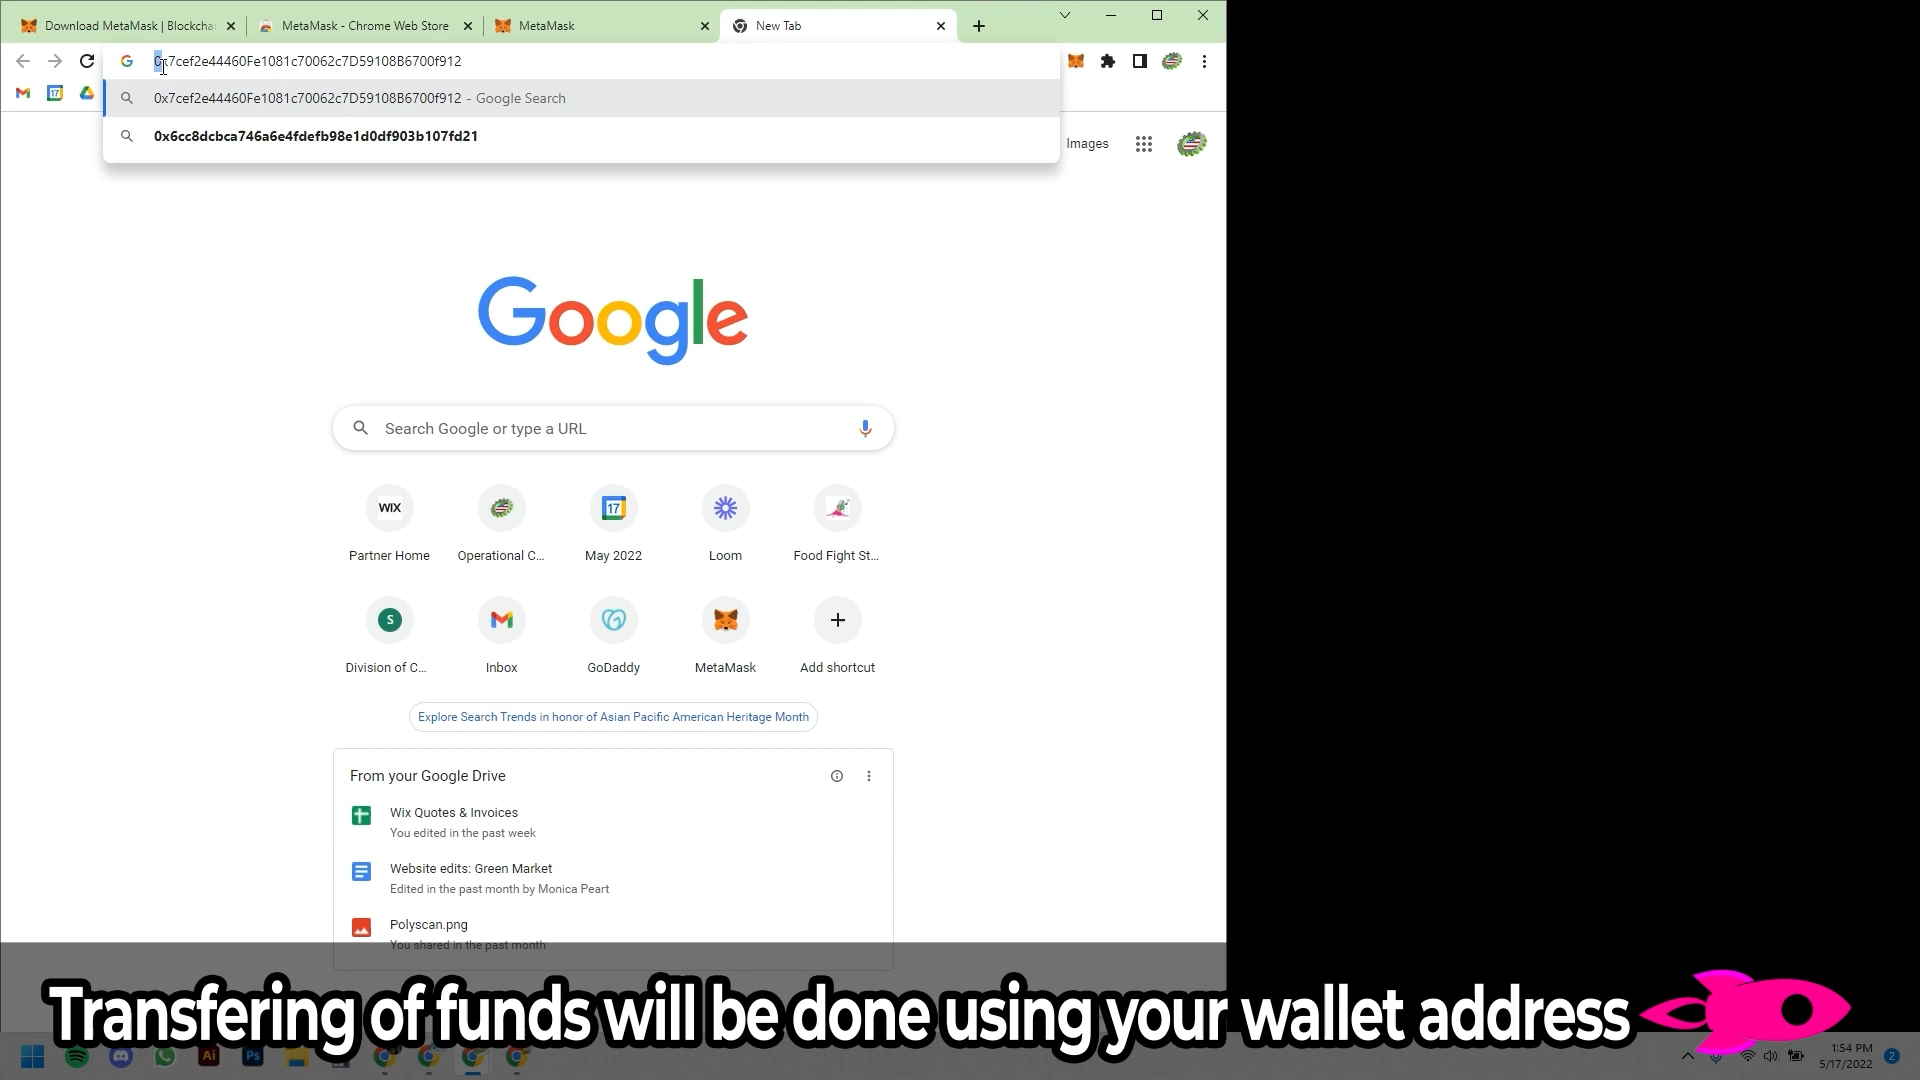 Download MetaMask | Blockchai
MetaMask - Chrome Web Store
MetaMask
New Tab
0x7cef2e44460Fe1081c70062c7D59108B6700f912
0x7cef2e44460Fe1081c70062c7D59108B6700f912 - Google Search
0x6cc8dcbca746a6e4fdefb98e1d0df903b107fd21
Images
Google
Search Google or type a URL
WIX
17
Partner Home
Operational C...
May 2022
Loom
Food Fight St...
S
Division of C...
Inbox
GoDaddy
MetaMask
Add shortcut
Explore Search Trends in honor of Asian Pacific American Heritage Month
From your Google Drive
Wix Quotes & Invoices
You edited in the past week
Website edits: Green Market
Edited in the past month by Monica Peart
Polyscan.png
You shared in the past month
Transfering of funds will be done using your wallet address
Ai
Ps
1:54 PM
5/17/2022
2